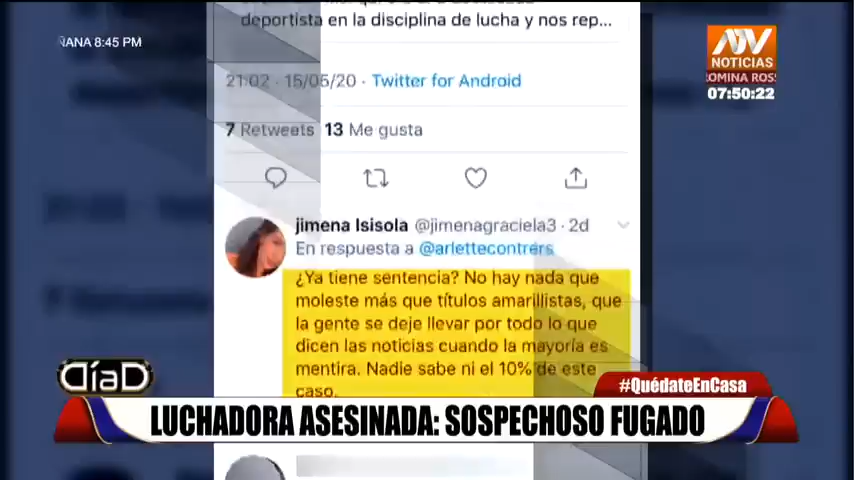 deportista en la disciplina de lucha y nos rep...
ÑANA 8:45 PM
ATV
NOTICIAS
ROMINA ROSS
07:50:22
21:02 · 15/05/20 · Twitter for Android
7 Retweets 13 Me gusta
jimena Isisola @jimenagraciela3 · 2d
En respuesta a @arlettecontrers
¿Ya tiene sentencia? No hay nada que
moleste más que títulos amarillistas, que
la gente se deje llevar por todo lo que
dicen las noticias cuando la mayoría es
mentira. Nadie sabe ni el 10% de este
caso.
DíaD
#QuédateEnCasa
LUCHADORA ASESINADA: SOSPECHOSO FUGADO